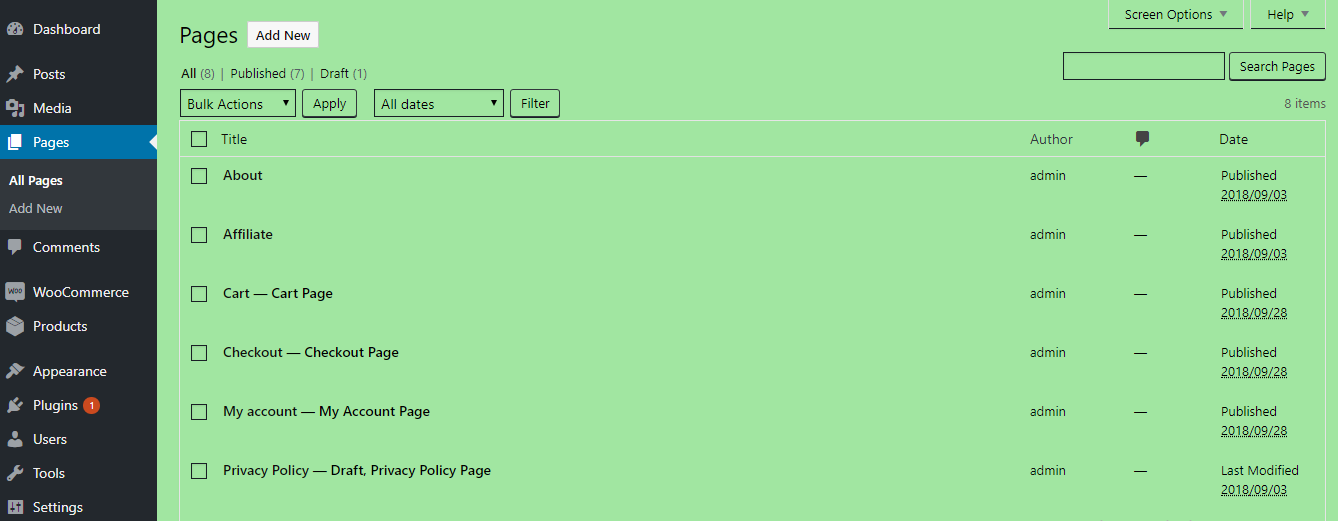 Dashboard
Posts
Media
Pages
All Pages
Add New
Comments
WOO
WooCommerce
Products
Appearance
Plugins 1
Users
Tools
Settings
Screen Options
Help
Pages Add New
All (8) | Published (7) | Draft (1)
Search Pages
Bulk Actions Apply All dates Filter
8 items
Title Author Date
About admin — Published
2018/09/03
Affiliate admin — Published
2018/09/03
Cart — Cart Page admin — Published
2018/09/28
Checkout — Checkout Page admin — Published
2018/09/28
My account — My Account Page admin — Published
2018/09/28
Privacy Policy — Draft, Privacy Policy Page admin — Last Modified
2018/09/03